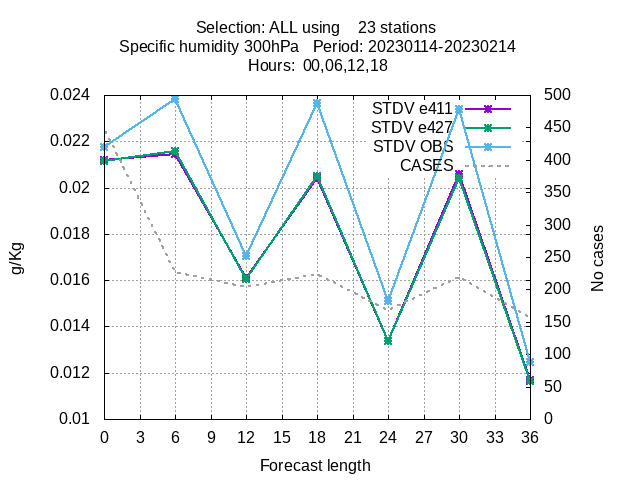 Selection: ALL using    23 stations
Specific humidity 300hPa   Period: 20230114-20230214
Hours:  00,06,12,18
0.024
0.022
0.02
0.018
0.016
0.014
0.012
0.01
g/Kg
STDV e411
STDV e427
STDV OBS
CASES
500
450
400
350
300
250
200
150
100
50
0
No cases
0 3 6 9 12 15 18 21 24 27 30 33 36
Forecast length